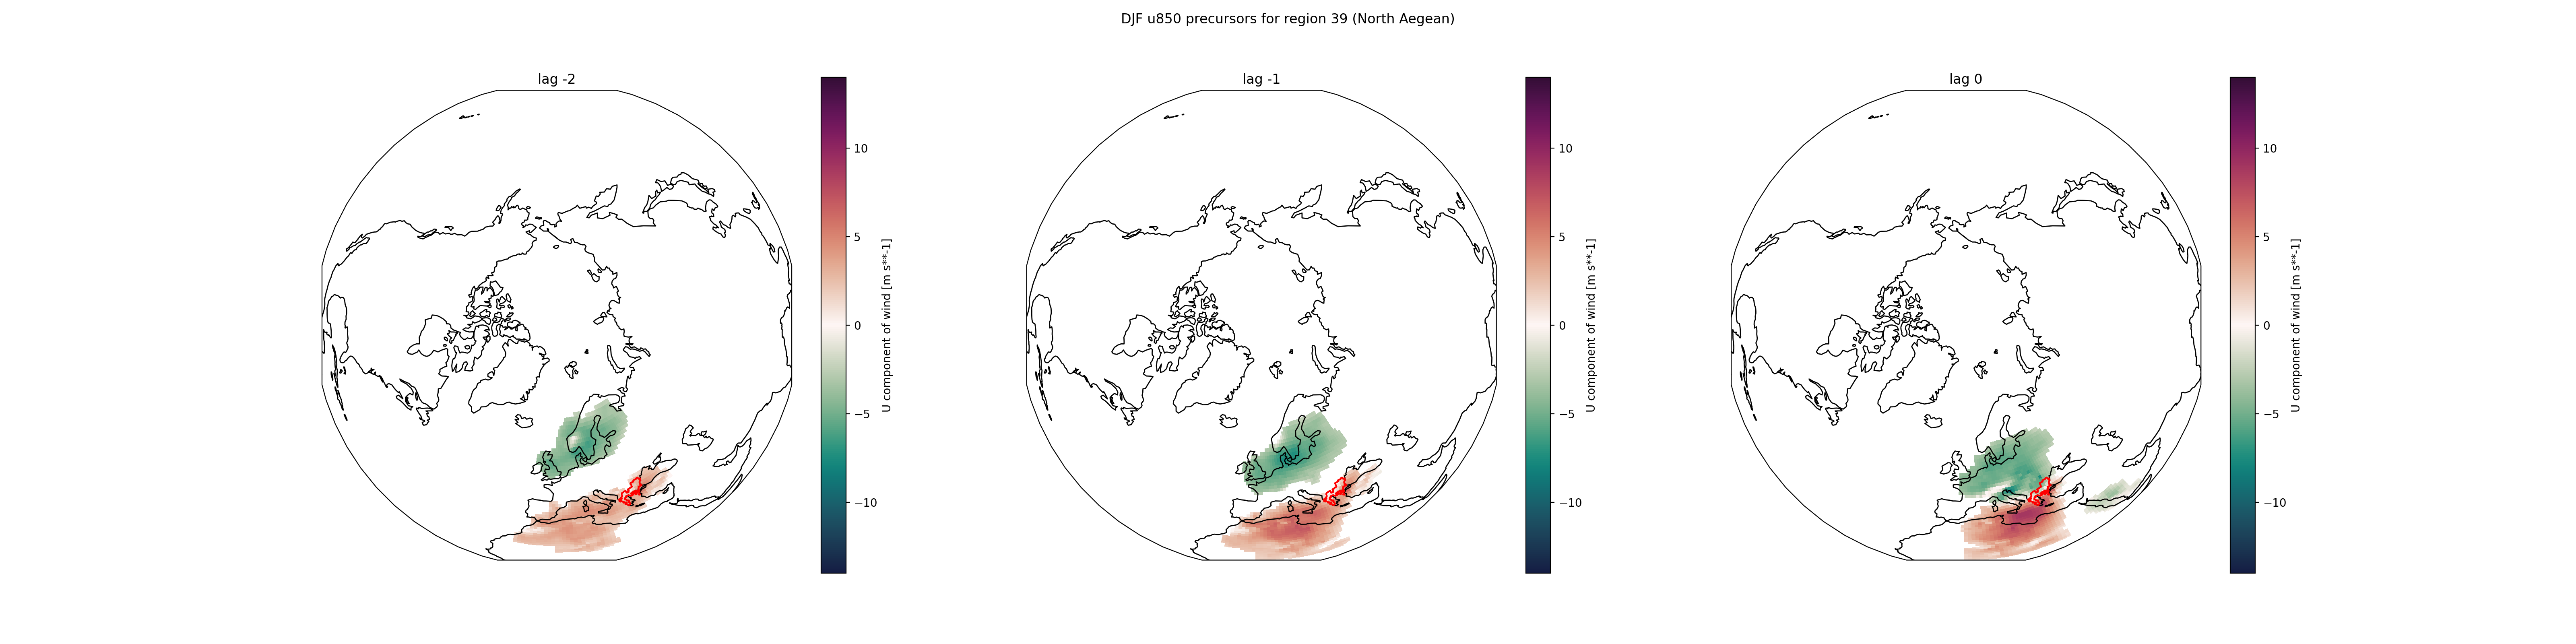 DJF u850 precursors for region 39 (North Aegean)
lag -2
10
5
0
−5
−10
U component of wind [m s**-1]
lag -1
10
5
0
−5
−10
U component of wind [m s**-1]
lag 0
10
5
0
−5
−10
U component of wind [m s**-1]